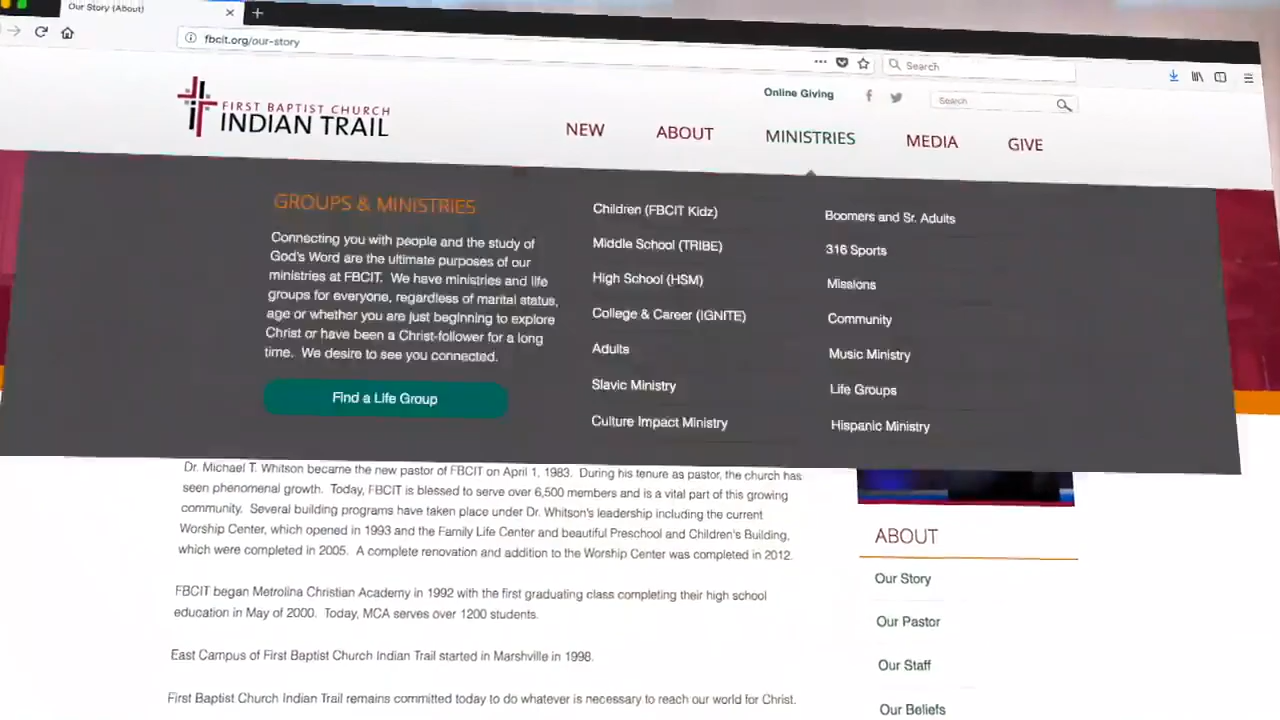 Our Story (About)
fbcit.org/our-story
Search
Online Giving
Search
FIRST BAPTIST CHURCH
INDIAN TRAIL
NEW
ABOUT
MINISTRIES
MEDIA
GIVE
GROUPS & MINISTRIES
Connecting you with people and the study of
God's Word are the ultimate purposes of our
ministries at FBCIT. We have ministries and life
groups for everyone, regardless of marital status,
age or whether you are just beginning to explore
Christ or have been a Christ-follower for a long
time. We desire to see you connected.
Find a Life Group
Children (FBCIT Kidz)
Middle School (TRIBE)
High School (HSM)
College & Career (IGNITE)
Adults
Slavic Ministry
Culture Impact Ministry
Boomers and Sr. Adults
316 Sports
Missions
Community
Music Ministry
Life Groups
Hispanic Ministry
Dr. Michael T. Whitson became the new pastor of FBCIT on April 1, 1983. During his tenure as pastor, the church has
seen phenomenal growth. Today, FBCIT is blessed to serve over 6,500 members and is a vital part of this growing
community. Several building programs have taken place under Dr. Whitson's leadership including the current
Worship Center, which opened in 1993 and the Family Life Center and beautiful Preschool and Children's Building,
which were completed in 2005. A complete renovation and addition to the Worship Center was completed in 2012.
FBCIT began Metrolina Christian Academy in 1992 with the first graduating class completing their high school
education in May of 2000. Today, MCA serves over 1200 students.
East Campus of First Baptist Church Indian Trail started in Marshville in 1998.
First Baptist Church Indian Trail remains committed today to do whatever is necessary to reach our world for Christ.
ABOUT
Our Story
Our Pastor
Our Staff
Our Beliefs